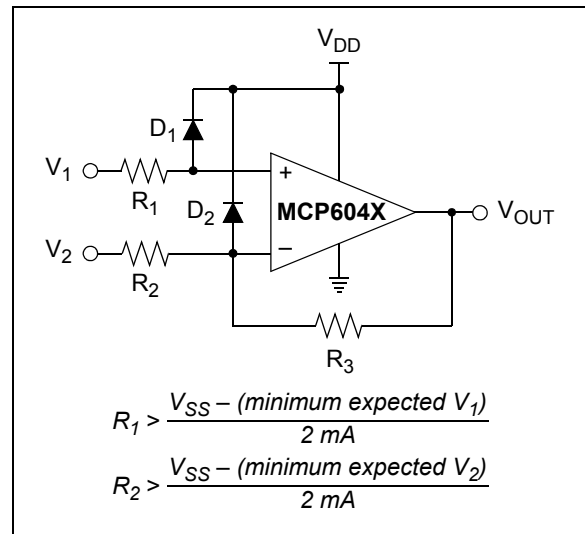 V_DD
D_1
V_1
R_1
+
MCP604X
V_OUT
D_2
V_2
R_2
–
R_3
R_1 > V_SS – (minimum expected V_1) / 2 mA
R_2 > V_SS – (minimum expected V_2) / 2 mA